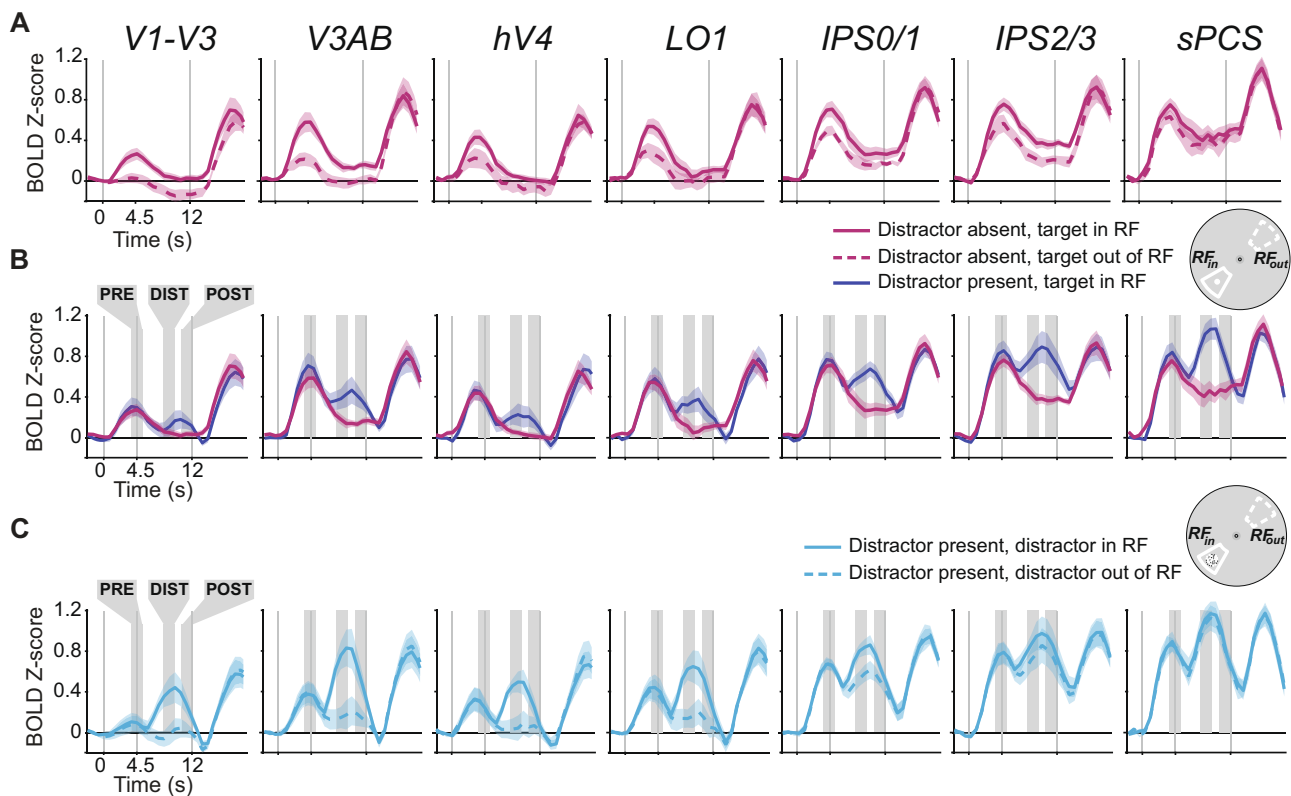 A
V1-V3 V3AB hV4 LO1 IPS0/1 IPS2/3 sPCS
BOLD Z-score
1.2
0.8
0.4
0
0 4.5 12
Time (s)
Distractor absent, target in RF
Distractor absent, target out of RF
Distractor present, target in RF
RFin RFout
B
PRE DIST POST
BOLD Z-score
1.2
0.8
0.4
0
0 4.5 12
Time (s)
C
Distractor present, distractor in RF
Distractor present, distractor out of RF
RFin RFout
PRE DIST POST
BOLD Z-score
1.2
0.8
0.4
0
0 4.5 12
Time (s)